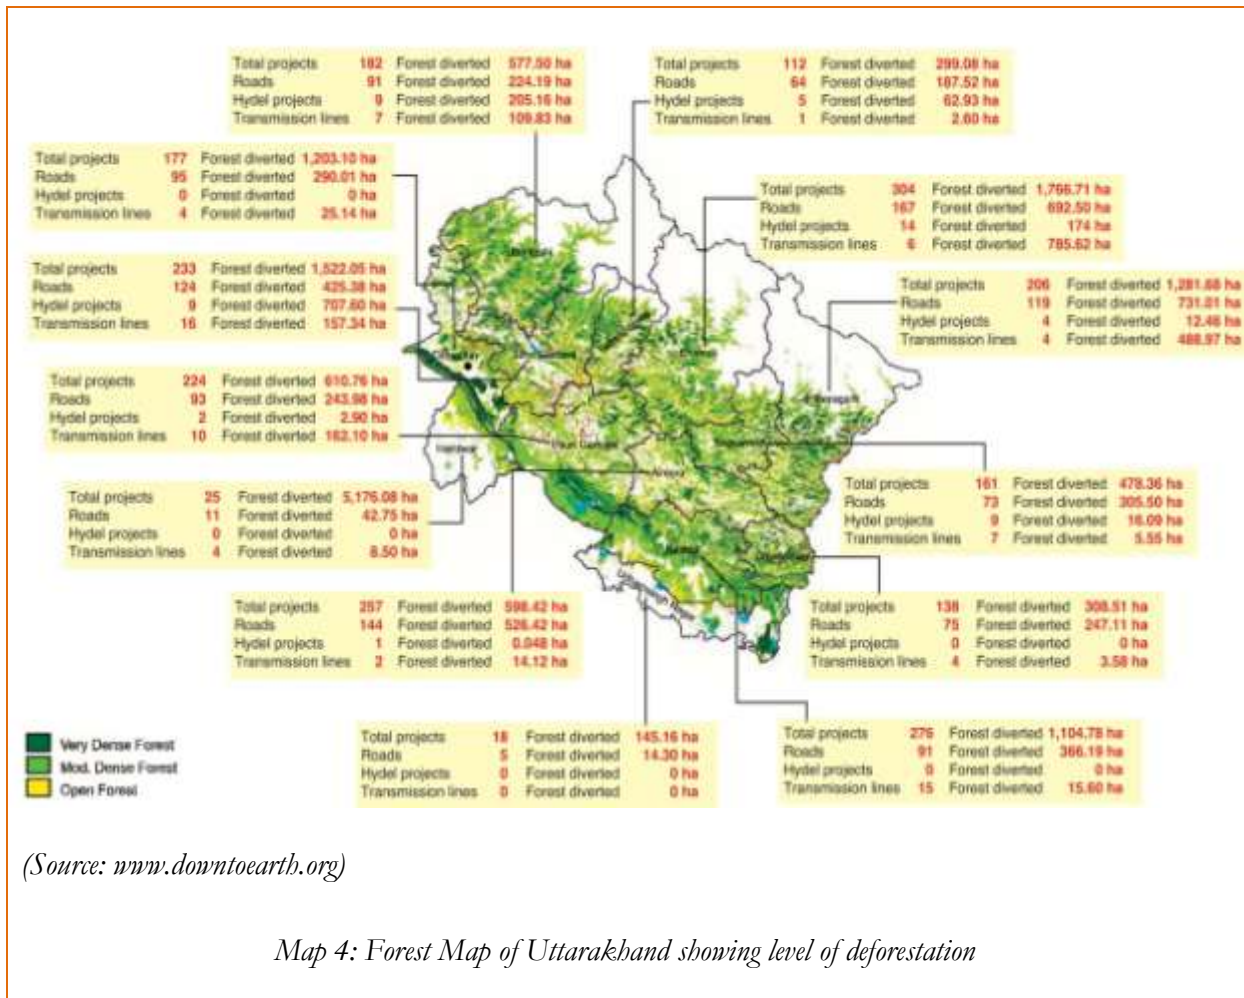 Total projects 182 Forest diverted 577.50 ha
Roads 91 Forest diverted 224.19 ha
Hydel projects 9 Forest diverted 205.16 ha
Transmission lines 7 Forest diverted 109.83 ha
Total projects 112 Forest diverted 299.08 ha
Roads 64 Forest diverted 187.52 ha
Hydel projects 5 Forest diverted 62.93 ha
Transmission lines 1 Forest diverted 2.60 ha
Total projects 177 Forest diverted 1,203.10 ha
Roads 95 Forest diverted 290.01 ha
Hydel projects 0 Forest diverted 0 ha
Transmission lines 4 Forest diverted 25.14 ha
Total projects 304 Forest diverted 1,766.71 ha
Roads 167 Forest diverted 692.50 ha
Hydel projects 14 Forest diverted 174 ha
Transmission lines 6 Forest diverted 785.62 ha
Total projects 233 Forest diverted 1,522.05 ha
Roads 124 Forest diverted 425.38 ha
Hydel projects 9 Forest diverted 707.60 ha
Transmission lines 16 Forest diverted 157.34 ha
Total projects 206 Forest diverted 1,281.88 ha
Roads 119 Forest diverted 731.01 ha
Hydel projects 4 Forest diverted 12.46 ha
Transmission lines 4 Forest diverted 488.97 ha
Total projects 224 Forest diverted 610.76 ha
Roads 93 Forest diverted 243.98 ha
Hydel projects 2 Forest diverted 2.90 ha
Transmission lines 10 Forest diverted 162.10 ha
Haridwar
Almora
Total projects 25 Forest diverted 5,176.08 ha
Roads 11 Forest diverted 42.75 ha
Hydel projects 0 Forest diverted 0 ha
Transmission lines 4 Forest diverted 8.50 ha
Total projects 161 Forest diverted 478.36 ha
Roads 73 Forest diverted 305.50 ha
Hydel projects 9 Forest diverted 16.09 ha
Transmission lines 7 Forest diverted 5.55 ha
Total projects 257 Forest diverted 598.42 ha
Roads 144 Forest diverted 526.42 ha
Hydel projects 1 Forest diverted 0.048 ha
Transmission lines 2 Forest diverted 14.12 ha
Total projects 138 Forest diverted 308.51 ha
Roads 75 Forest diverted 247.11 ha
Hydel projects 0 Forest diverted 0 ha
Transmission lines 4 Forest diverted 3.58 ha
Total projects 18 Forest diverted 145.16 ha
Roads 5 Forest diverted 14.30 ha
Hydel projects 0 Forest diverted 0 ha
Transmission lines 0 Forest diverted 0 ha
Total projects 276 Forest diverted 1,104.78 ha
Roads 91 Forest diverted 366.19 ha
Hydel projects 0 Forest diverted 0 ha
Transmission lines 15 Forest diverted 15.60 ha
Very Dense Forest
Mod. Dense Forest
Open Forest
(Source: www.downtoearth.org)
Map 4: Forest Map of Uttarakhand showing level of deforestation